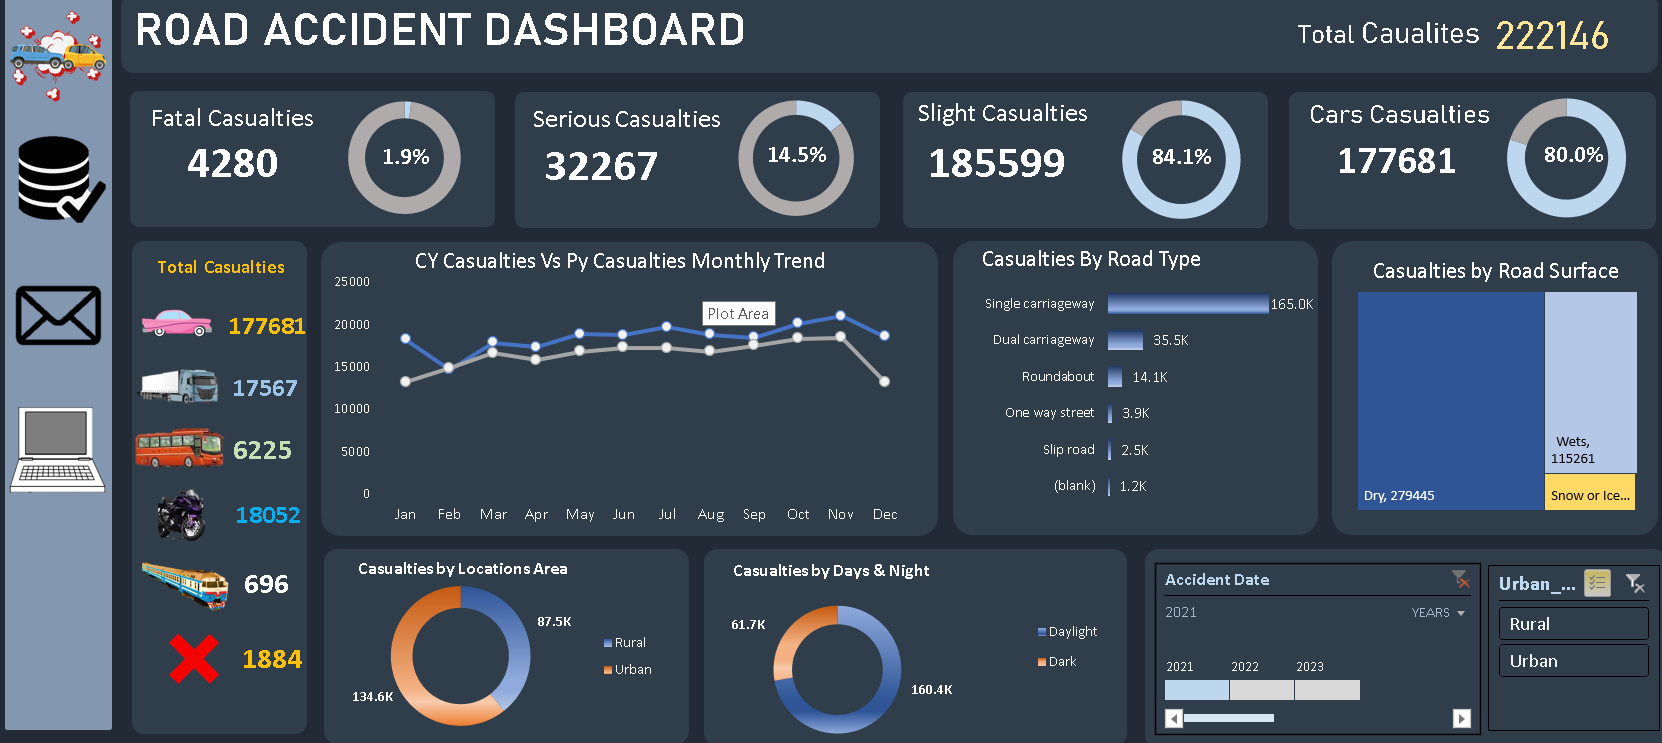 ROAD ACCIDENT DASHBOARD
Total Caualites 222146
Fatal Casualties
4280
1.9%
Serious Casualties
32267
14.5%
Slight Casualties
185599
84.1%
Cars Casualties
177681
80.0%
Total Casualties
177681
17567
6225
18052
696
1884
CY Casualties Vs Py Casualties Monthly Trend
25000
20000
15000
10000
5000
0
Plot Area
Jan Feb Mar Apr May Jun Jul Aug Sep Oct Nov Dec
Casualties By Road Type
Single carriageway 165.0K
Dual carriageway 35.5K
Roundabout 14.1K
One way street 3.9K
Slip road 2.5K
(blank) 1.2K
Casualties by Road Surface
Dry, 279445
Wets,
115261
Snow or Ice...
Casualties by Locations Area
87.5K
134.6K
Rural
Urban
Casualties by Days & Night
61.7K
160.4K
Daylight
Dark
Accident Date
2021 YEARS
2021 2022 2023
Urban_...
Rural
Urban